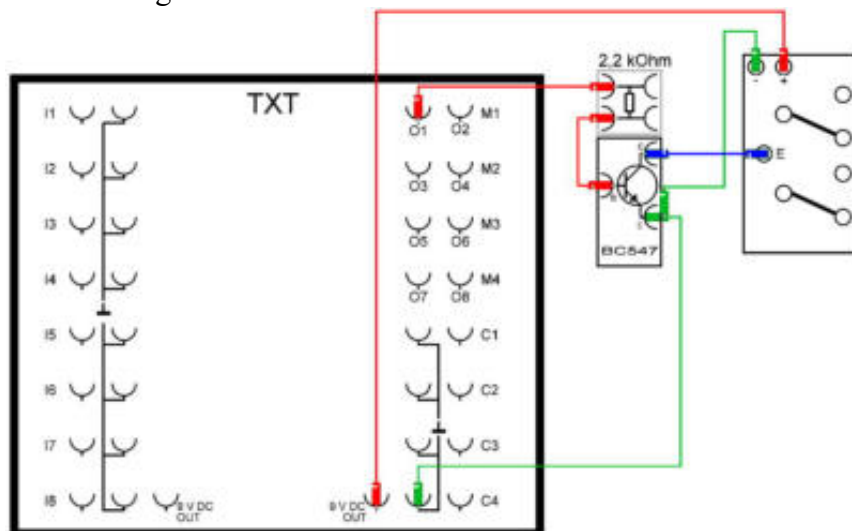 2,2 kOhm
TXT
I1 O1 O2 M1
I2 O3 O4 M2
I3 O5 O6 M3
I4 O7 O8 M4
I5 C1
I6 C2
I7 C3
I8 9 V DC OUT 9 V DC OUT C4
- +
E
BC547